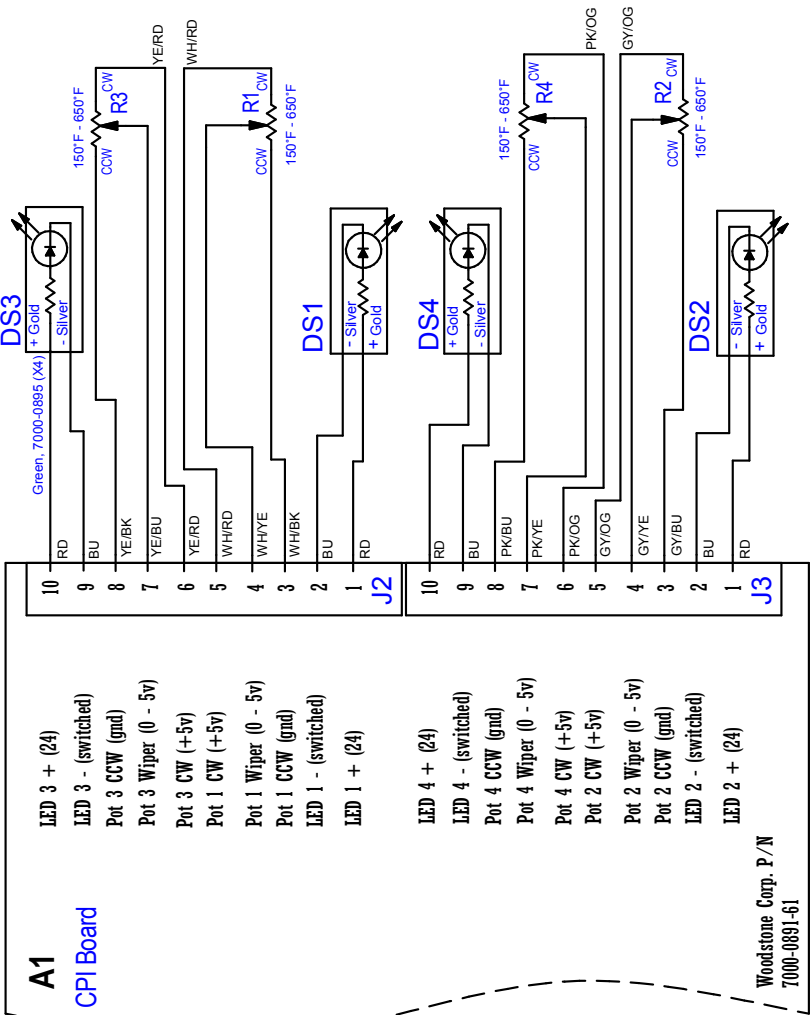 DS3
+ Gold
- Silver
Green, 7000-0895 (X4)
150°F - 650°F
CCW
R3
CW
YE/RD
WH/RD
CCW
R1
CW
150°F - 650°F
DS1
- Silver
+ Gold
DS4
+ Gold
- Silver
150°F - 650°F
CCW
R4
CW
PK/OG
GY/OG
CCW
R2
CW
150°F - 650°F
DS2
- Silver
+ Gold
A1
CPI Board
LED 3 + (24) 10 RD
LED 3 - (switched) 9 BU
Pot 3 CCW (gnd) 8 YE/BK
Pot 3 Wiper (0 - 5v) 7 YE/BU
Pot 3 CW (+5v) 6 YE/RD
Pot 1 CW (+5v) 5 WH/RD
Pot 1 Wiper (0 - 5v) 4 WH/YE
Pot 1 CCW (gnd) 3 WH/BK
LED 1 - (switched) 2 BU
LED 1 + (24) 1 RD
J2
LED 4 + (24) 10 RD
LED 4 - (switched) 9 BU
Pot 4 CCW (gnd) 8 PK/BU
Pot 4 Wiper (0 - 5v) 7 PK/YE
Pot 4 CW (+5v) 6 PK/OG
Pot 2 CW (+5v) 5 GY/OG
Pot 2 Wiper (0 - 5v) 4 GY/YE
Pot 2 CCW (gnd) 3 GY/BU
LED 2 - (switched) 2 BU
LED 2 + (24) 1 RD
J3
Woodstone Corp. P/N
7000-0891-61